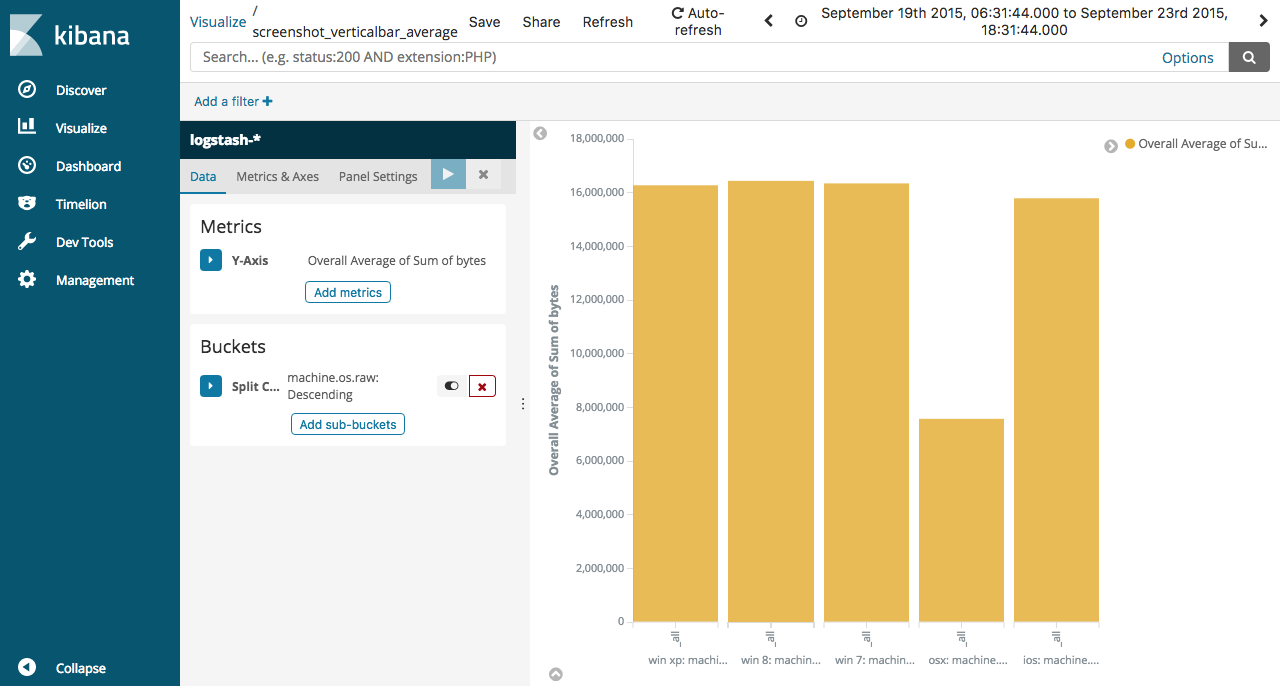 kibana
Discover
Visualize
Dashboard
Timelion
Dev Tools
Management
Collapse
Visualize / screenshot_verticalbar_average
Save
Share
Refresh
Auto-refresh
September 19th 2015, 06:31:44.000 to September 23rd 2015,
18:31:44.000
Search... (e.g. status:200 AND extension:PHP)
Options
Add a filter +
logstash-*
Data
Metrics & Axes
Panel Settings
Metrics
Y-Axis
Overall Average of Sum of bytes
Add metrics
Buckets
Split C...
machine.os.raw:
Descending
Add sub-buckets
Overall Average of Sum of bytes
18,000,000
16,000,000
14,000,000
12,000,000
10,000,000
8,000,000
6,000,000
4,000,000
2,000,000
0
_all
_all
_all
_all
_all
win xp: machi...
win 8: machin...
win 7: machin...
osx: machine....
ios: machine....
Overall Average of Su...